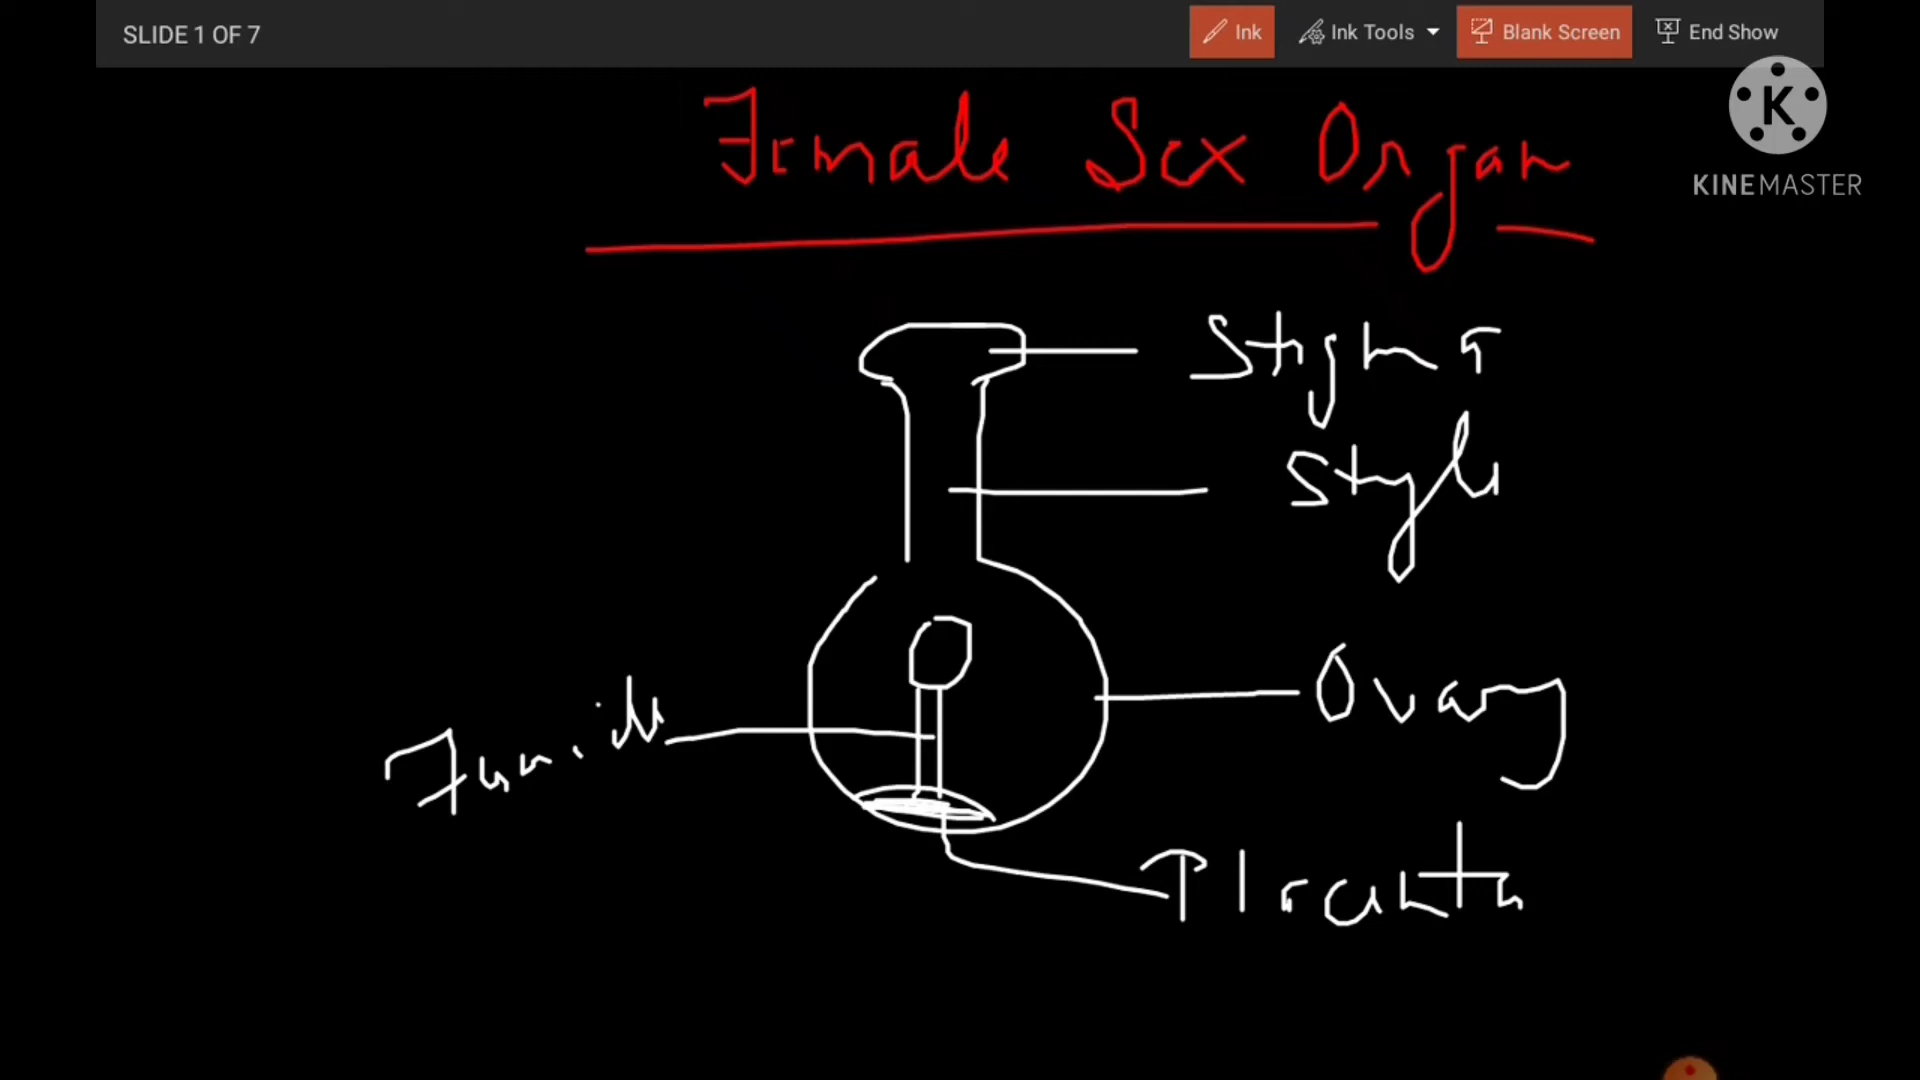 SLIDE 1 OF 7
Ink
Ink Tools
Blank Screen
End Show
K
KINEMASTER
Female Sex Organ
Stigma
Style
Ovary
Funicle
Placenta